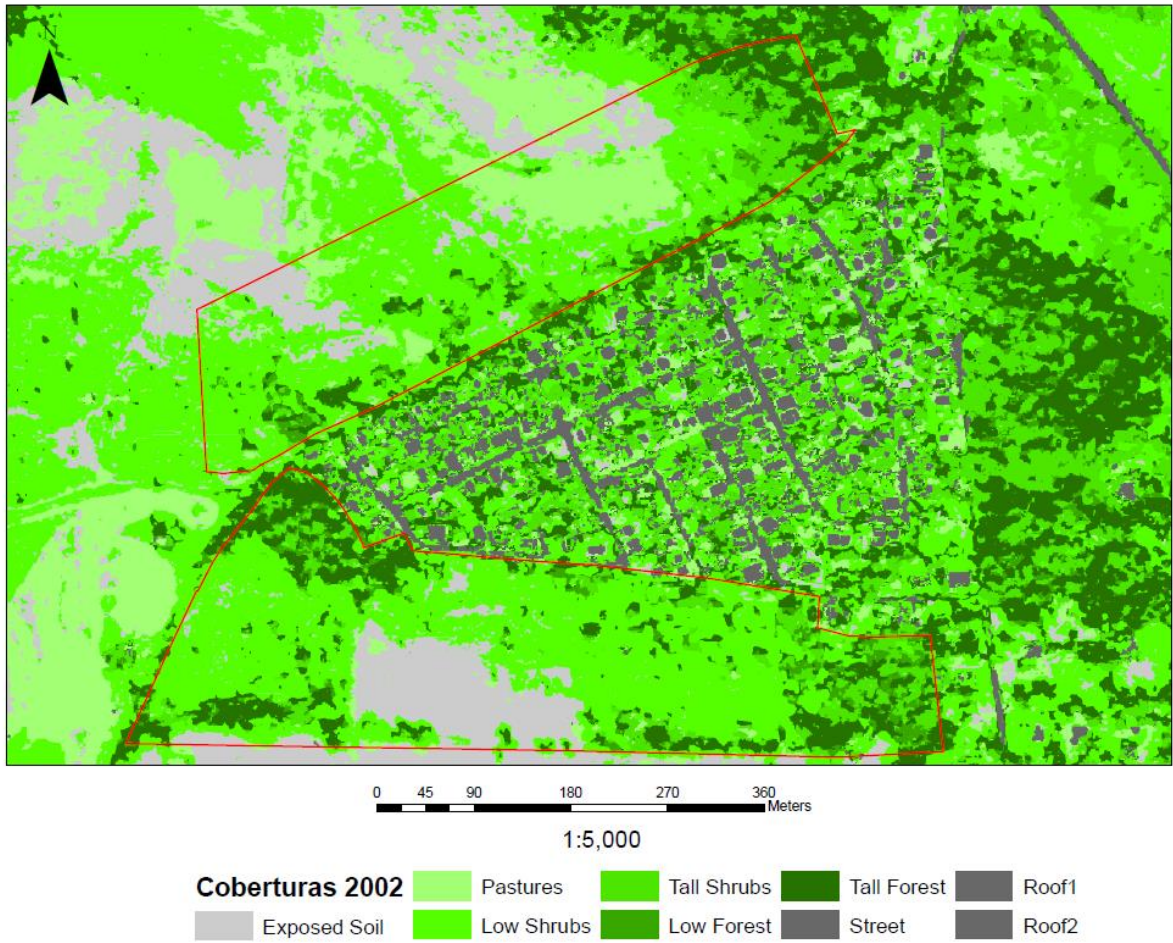 N
0 45 90 180 270 360
Meters
1:5,000
Coberturas 2002
Pastures Tall Shrubs Tall Forest Roof1
Exposed Soil Low Shrubs Low Forest Street Roof2